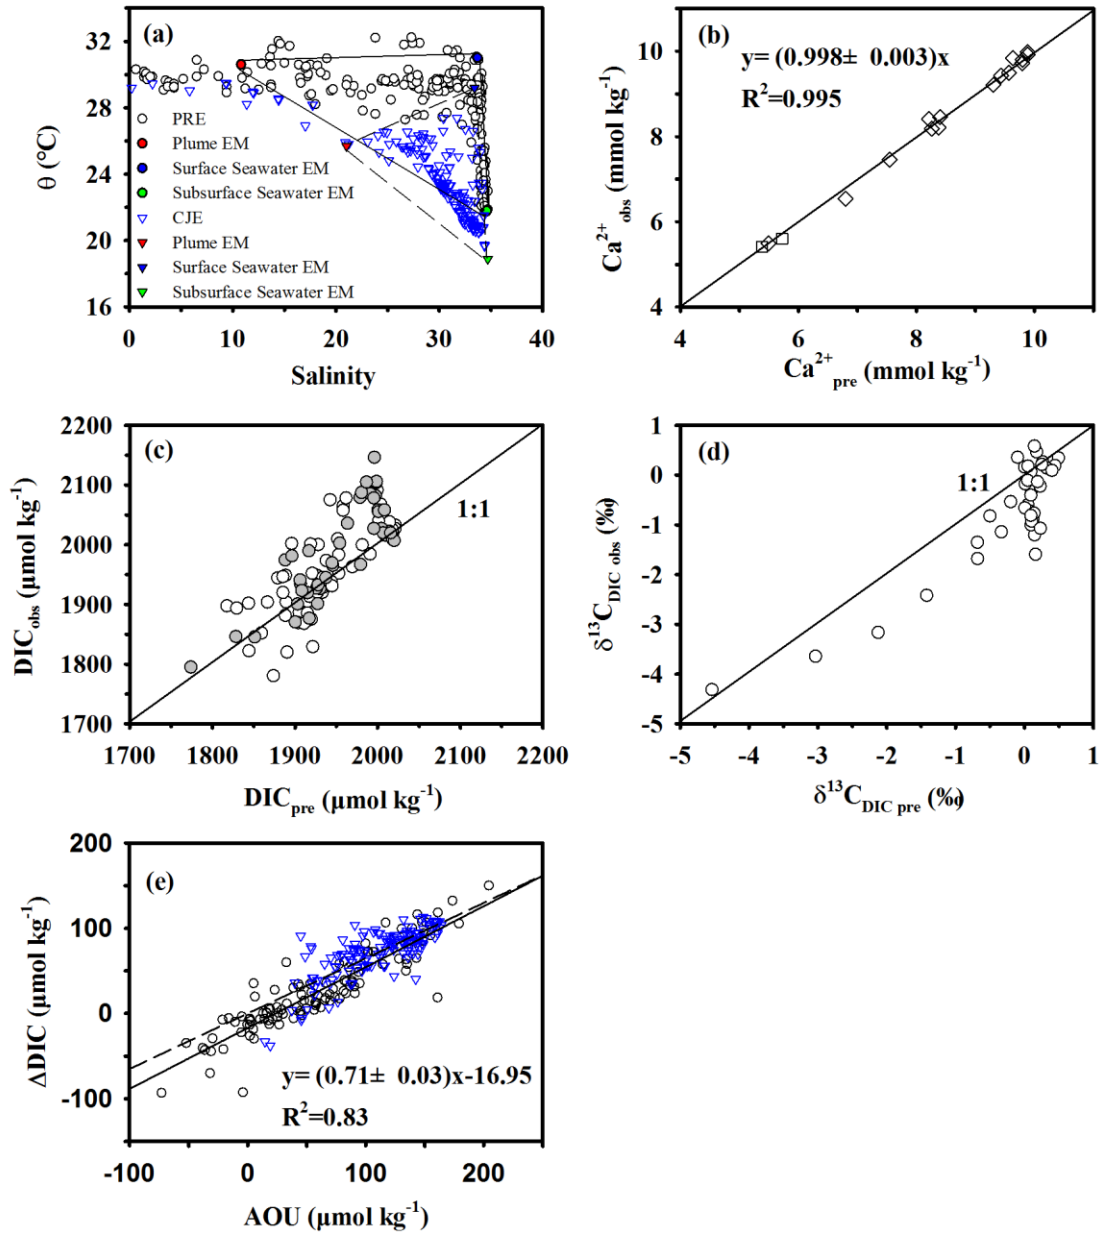 (a)
θ (°C)
32
28
24
20
16
PRE
Plume EM
Surface Seawater EM
Subsurface Seawater EM
CJE
Plume EM
Surface Seawater EM
Subsurface Seawater EM
0 10 20 30 40
Salinity
(b)
y= (0.998± 0.003)x
R²=0.995
Ca²⁺obs (mmol kg⁻¹)
10
8
6
4
4 6 8 10
Ca²⁺pre (mmol kg⁻¹)
(c)
1:1
DICobs (μmol kg⁻¹)
2200
2100
2000
1900
1800
1700
1700 1800 1900 2000 2100 2200
DICpre (μmol kg⁻¹)
(d)
1:1
δ¹³CDIC obs (‰)
1
0
-1
-2
-3
-4
-5
-5 -4 -3 -2 -1 0 1
δ¹³CDIC pre (‰)
(e)
ΔDIC (μmol kg⁻¹)
200
100
0
-100
y= (0.71± 0.03)x-16.95
R²=0.83
-100 0 100 200
AOU (μmol kg⁻¹)